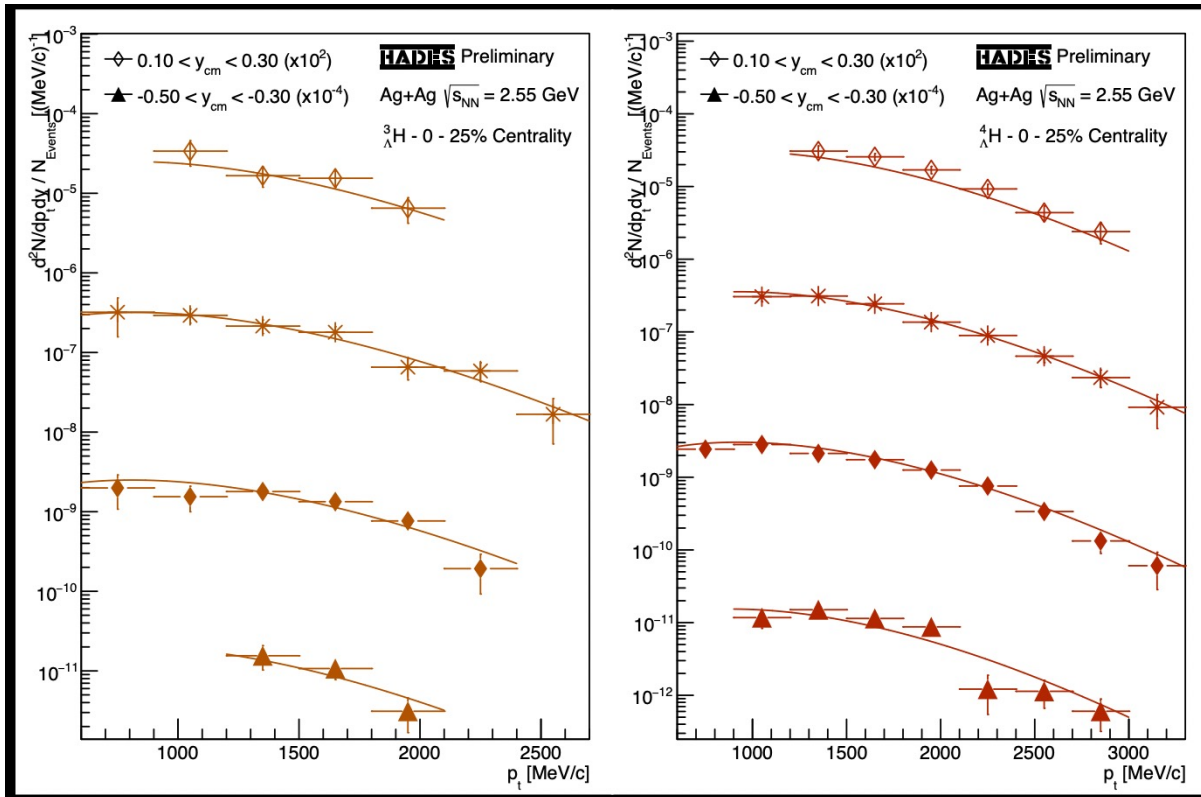 0.10 < y_cm < 0.30 (x10²)
-0.50 < y_cm < -0.30 (x10⁻⁴)
HADES Preliminary
Ag+Ag √s_NN = 2.55 GeV
³_ΛH - 0 - 25% Centrality
d²N/dp_tdy / N_Events [(MeV/c)⁻¹]
10⁻³
10⁻⁴
10⁻⁵
10⁻⁶
10⁻⁷
10⁻⁸
10⁻⁹
10⁻¹⁰
10⁻¹¹
1000 1500 2000 2500
p_t [MeV/c]
0.10 < y_cm < 0.30 (x10²)
-0.50 < y_cm < -0.30 (x10⁻⁴)
HADES Preliminary
Ag+Ag √s_NN = 2.55 GeV
⁴_ΛH - 0 - 25% Centrality
d²N/dp_tdy / N_Events [(MeV/c)⁻¹]
10⁻³
10⁻⁴
10⁻⁵
10⁻⁶
10⁻⁷
10⁻⁸
10⁻⁹
10⁻¹⁰
10⁻¹¹
10⁻¹²
1000 1500 2000 2500 3000
p_t [MeV/c]